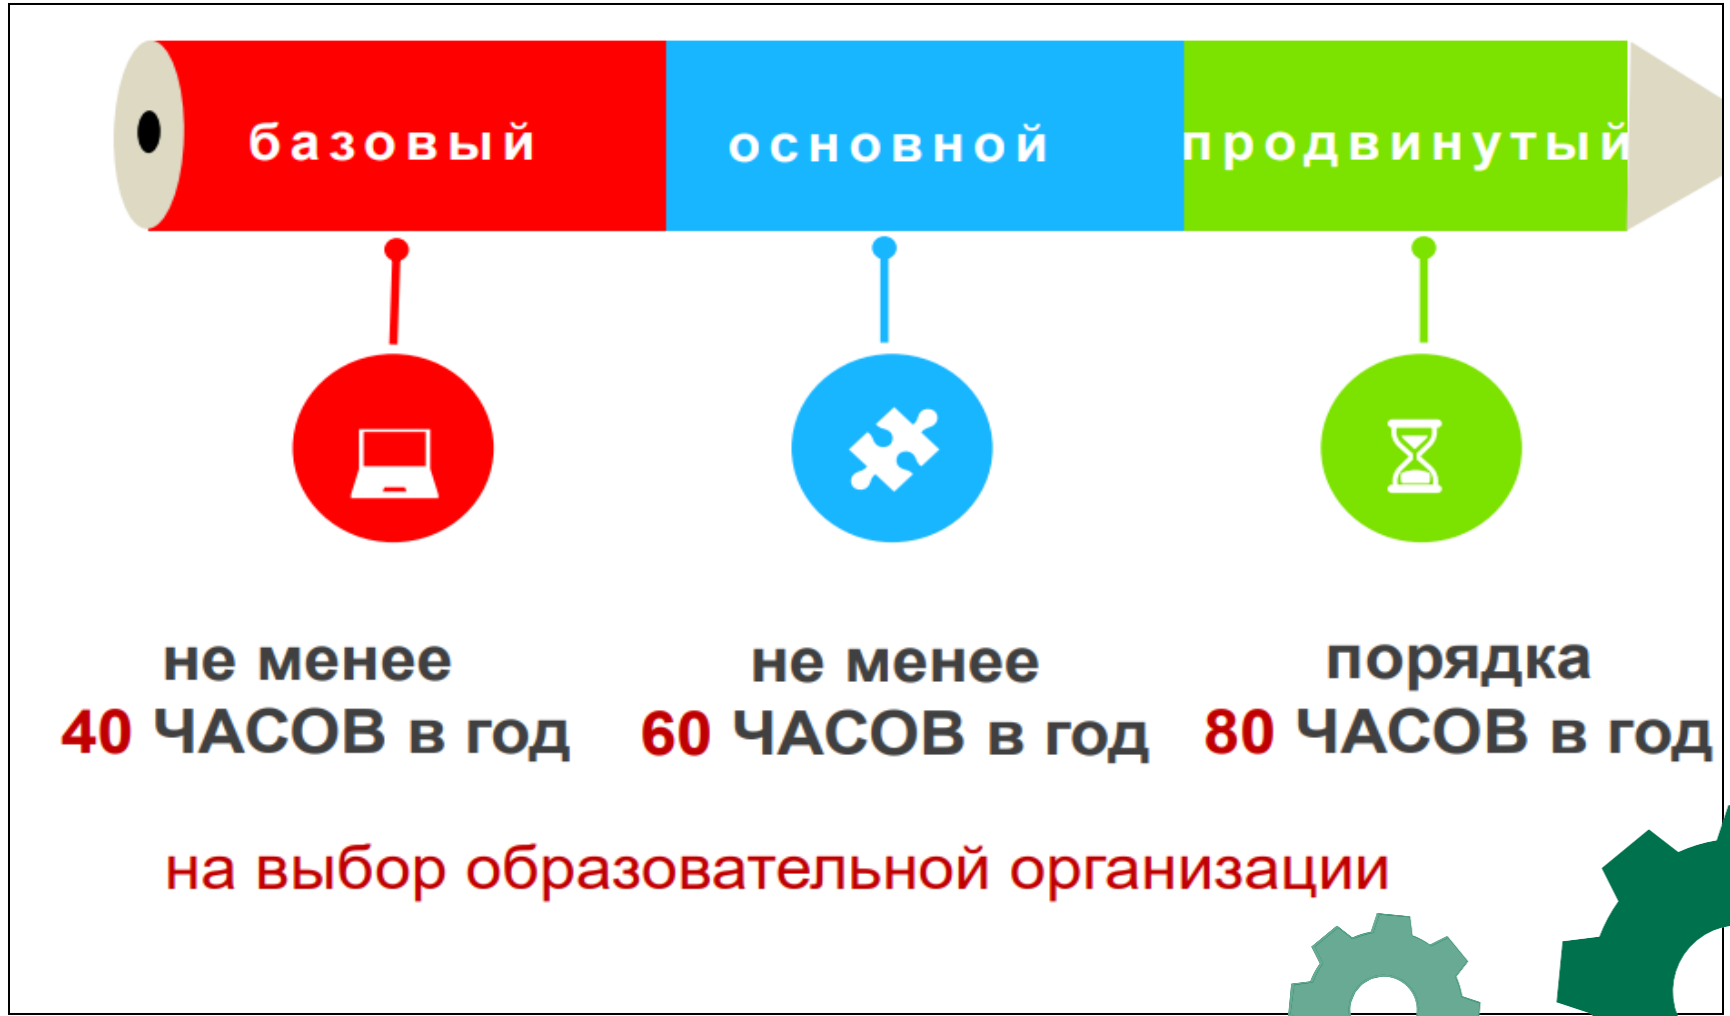 базовый
основной
продвинутый
не менее
40 ЧАСОВ в год
не менее
60 ЧАСОВ в год
порядка
80 ЧАСОВ в год
на выбор образовательной организации